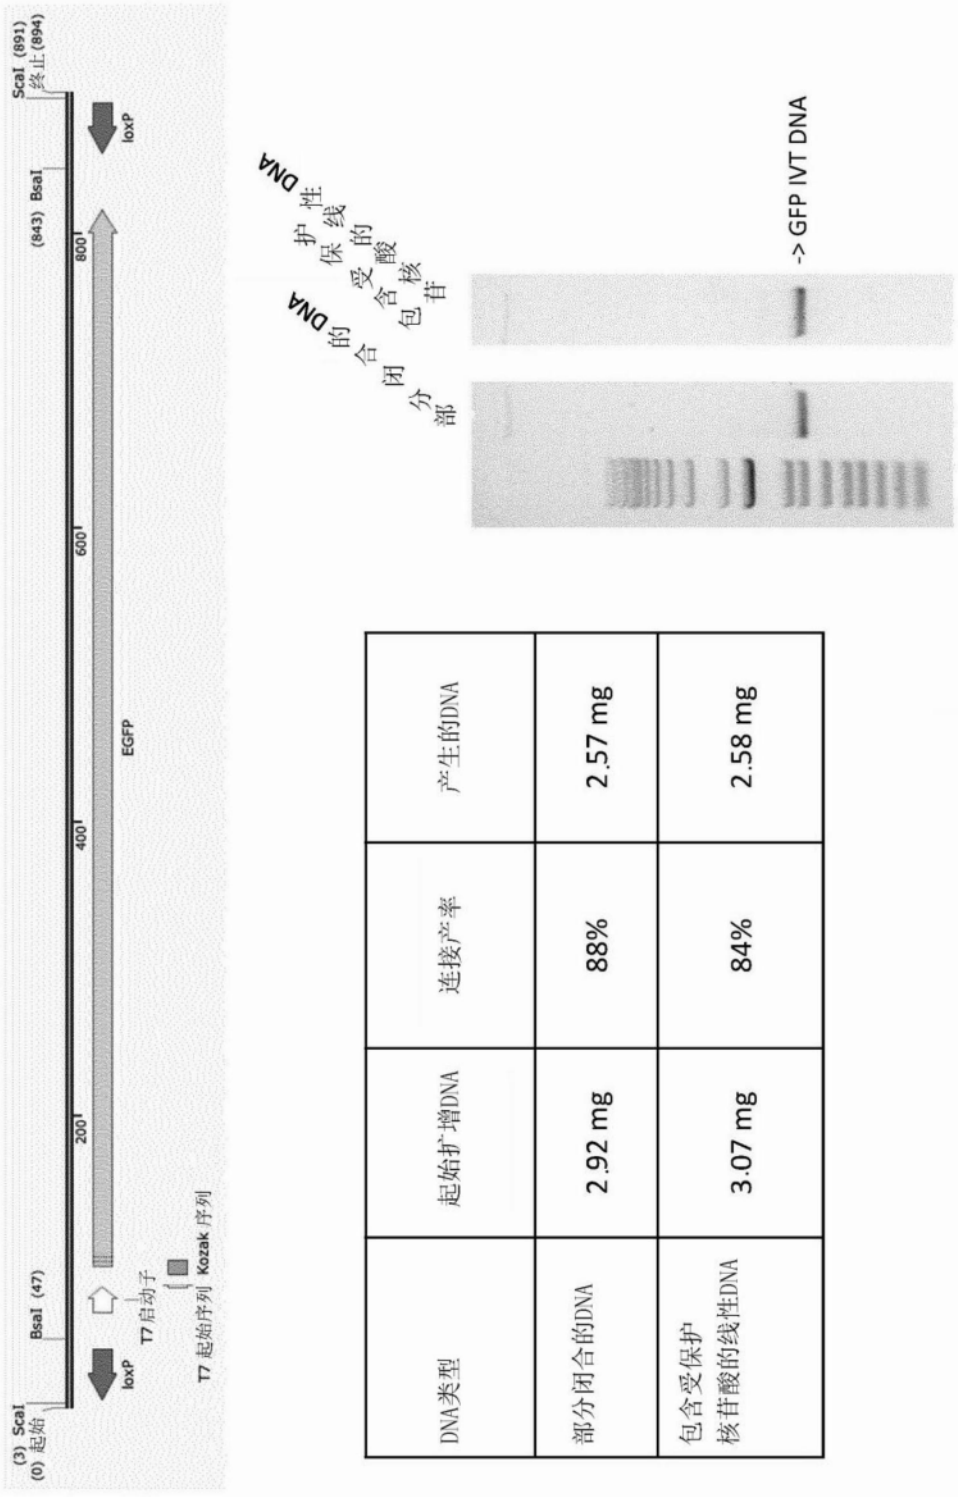 (3) ScaI
(0) 起始
BsaI (47)
(843) BsaI
ScaI (891)
终止(894)
200
400
600
800
loxP
T7 启动子
T7 起始序列
Kozak 序列
EGFP
loxP
DNA类型
起始扩增DNA
连接产率
产生的DNA
部分闭合的DNA
2.92 mg
88%
2.57 mg
包含受保护
核苷酸的线性DNA
3.07 mg
84%
2.58 mg
部分闭合的DNA
包含受保护
核苷酸的线性DNA
-> GFP IVT DNA